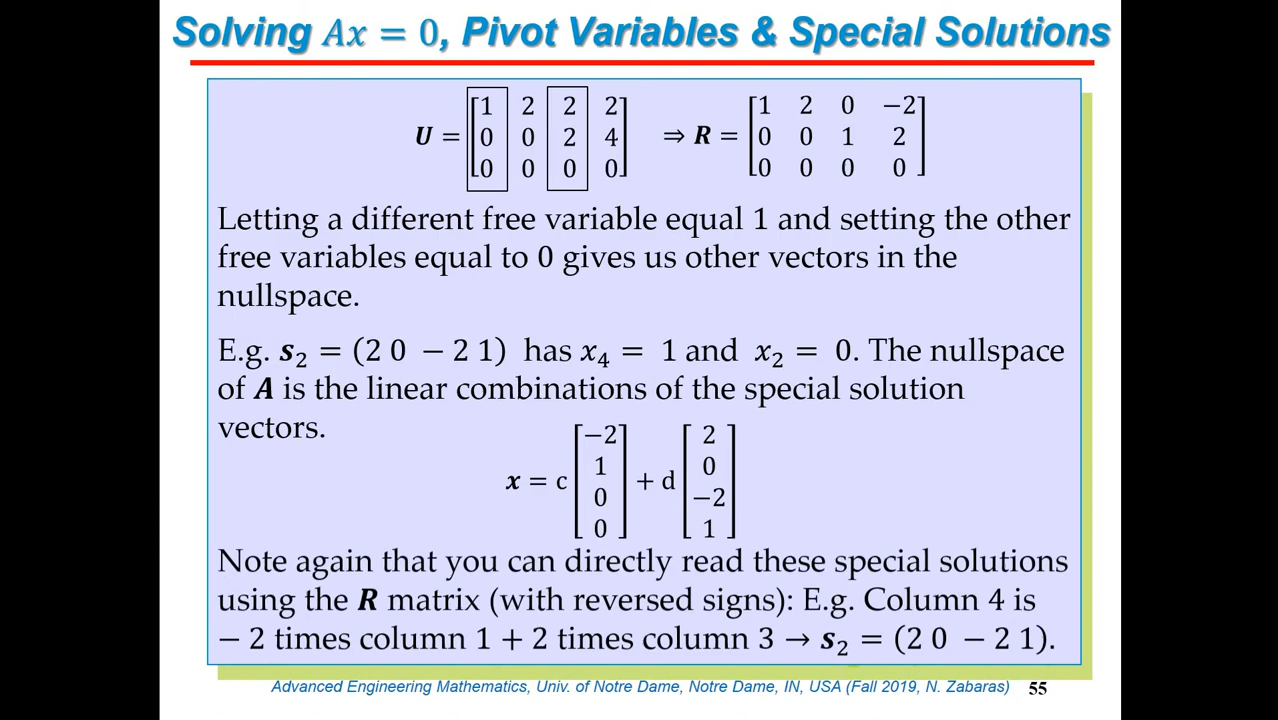 Solving Ax = 0, Pivot Variables & Special Solutions
U = [1 2 2 2; 0 0 2 4; 0 0 0 0] ⇒ R = [1 2 0 −2; 0 0 1 2; 0 0 0 0]
Letting a different free variable equal 1 and setting the other
free variables equal to 0 gives us other vectors in the
nullspace.
E.g. s₂ = (2 0 − 2 1) has x₄ = 1 and x₂ = 0. The nullspace
of A is the linear combinations of the special solution
vectors.
x = c [−2; 1; 0; 0] + d [2; 0; −2; 1]
Note again that you can directly read these special solutions
using the R matrix (with reversed signs): E.g. Column 4 is
− 2 times column 1 + 2 times column 3 → s₂ = (2 0 − 2 1).
Advanced Engineering Mathematics, Univ. of Notre Dame, Notre Dame, IN, USA (Fall 2019, N. Zabaras) 55